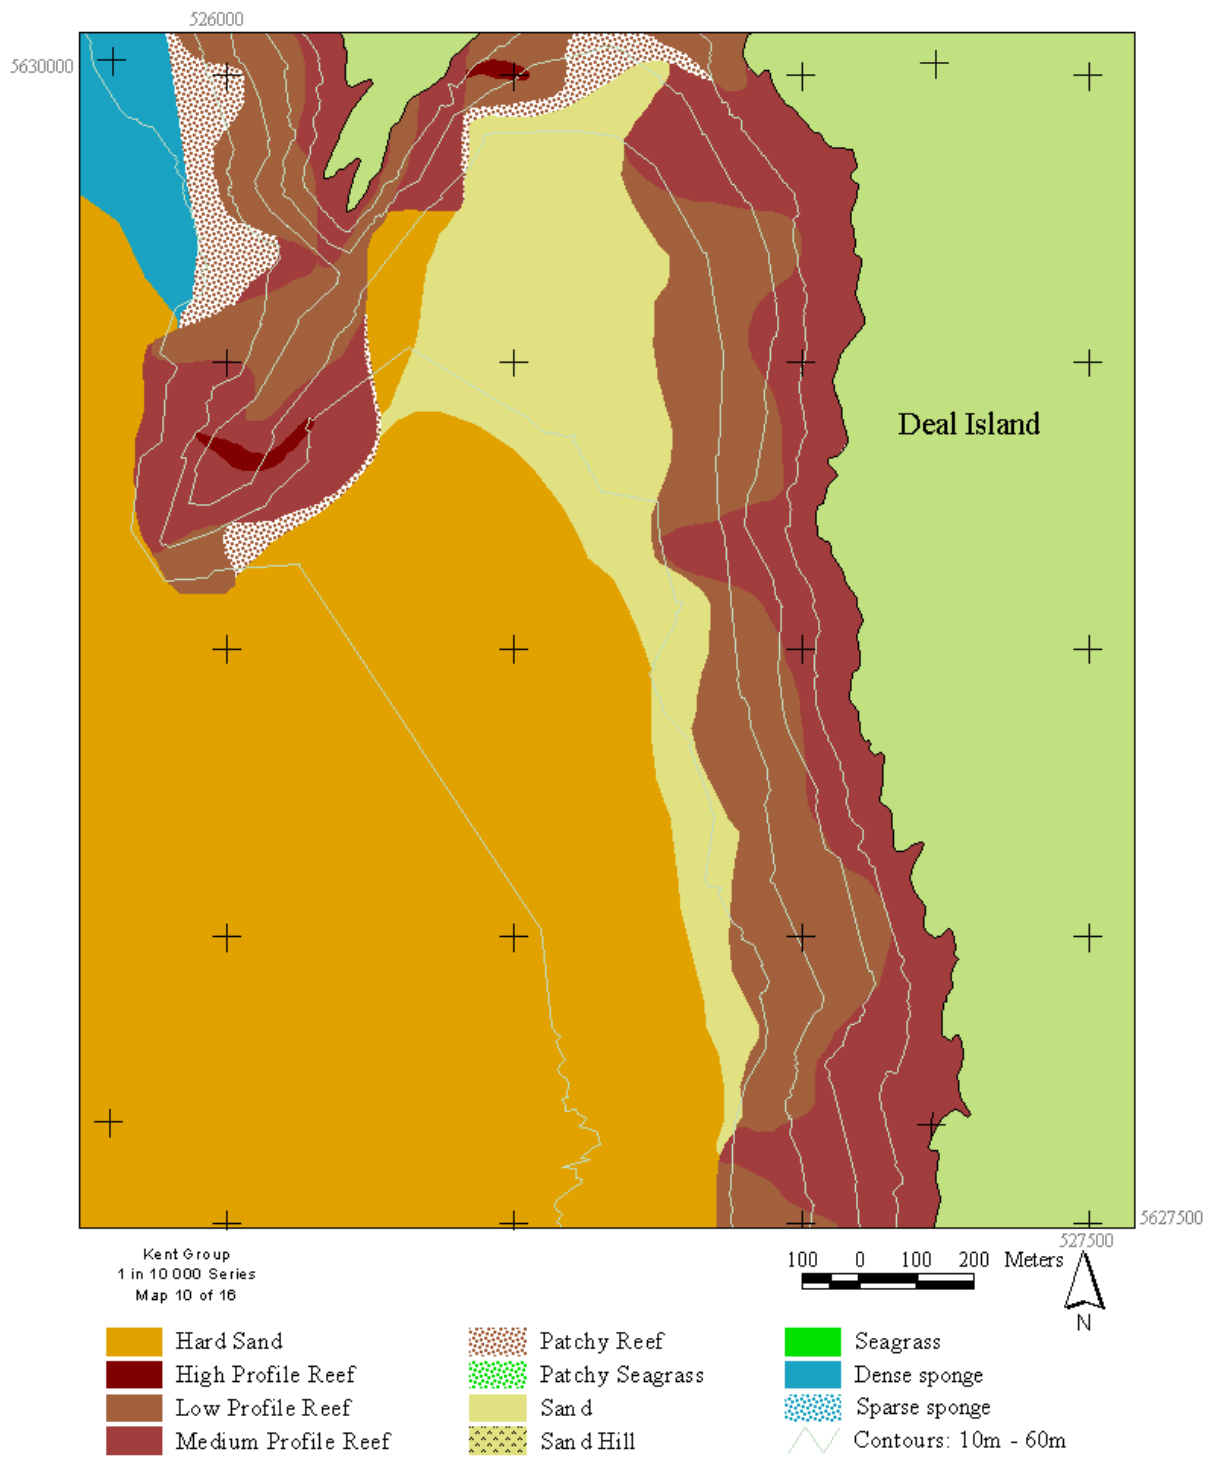 526000
5630000
Deal Island
5627500
527500
Kent Group
1 in 10 000 Series
Map 10 of 16
100 0 100 200 Meters
N
Hard Sand
High Profile Reef
Low Profile Reef
Medium Profile Reef
Patchy Reef
Patchy Seagrass
Sand
Sand Hill
Seagrass
Dense sponge
Sparse sponge
Contours: 10m - 60m